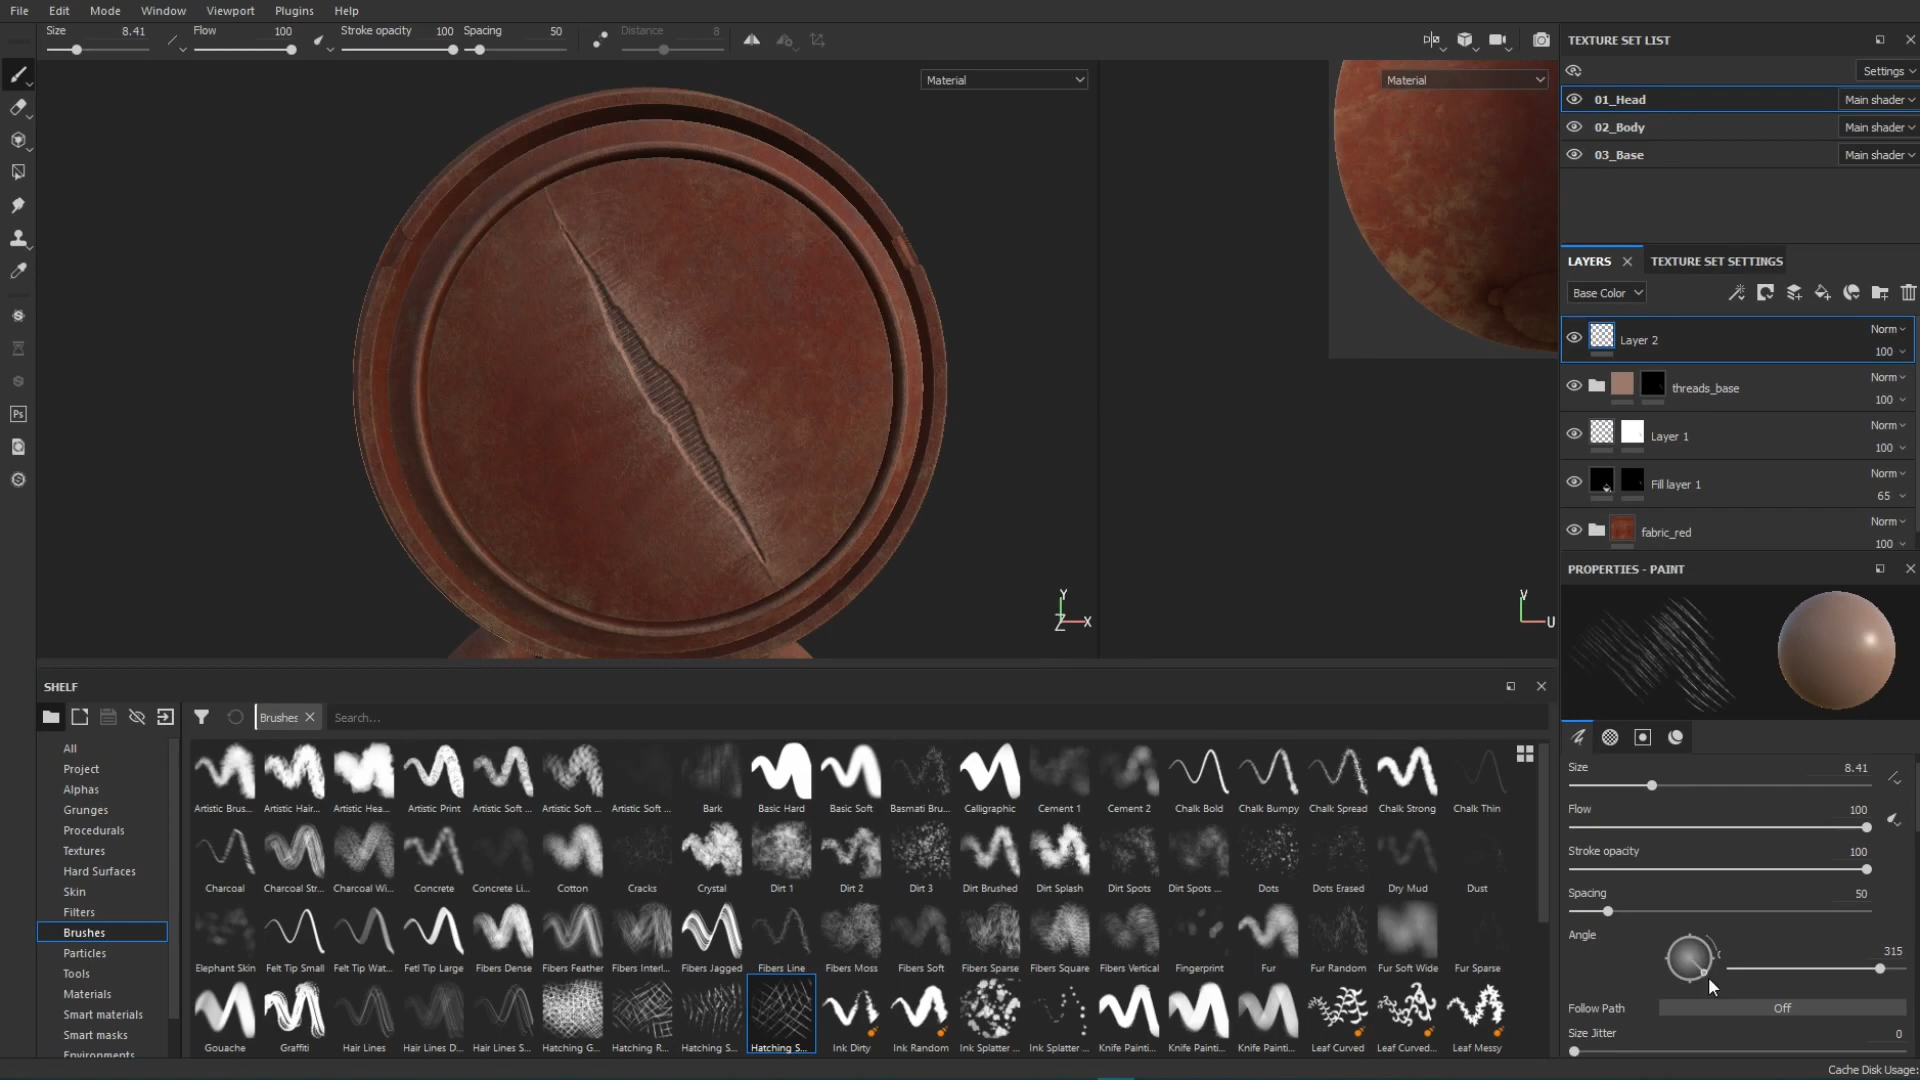 File Edit Mode Window Viewport Plugins Help
Size 8.41 Flow 100 Stroke opacity 100 Spacing 50 Distance 8
Material
Material
Y
Z X
V
U
TEXTURE SET LIST
Settings
01_Head Main shader
02_Body Main shader
03_Base Main shader
LAYERS TEXTURE SET SETTINGS
Base Color
Layer 2 Norm 100
threads_base Norm 100
Layer 1 Norm 100
Fill layer 1 Norm 65
fabric_red Norm 100
PROPERTIES - PAINT
Size 8.41
Flow 100
Stroke opacity 100
Spacing 50
Angle 315
Follow Path Off
Size Jitter 0
Cache Disk Usage:
Ps
SHELF
Brushes Search...
All
Project
Alphas
Grunges
Procedurals
Textures
Hard Surfaces
Skin
Filters
Brushes
Particles
Tools
Materials
Smart materials
Smart masks
Environments
Artistic Brus... Artistic Hair... Artistic Hea... Artistic Print Artistic Soft ... Artistic Soft ... Artistic Soft ... Bark Basic Hard Basic Soft Basmati Bru... Calligraphic Cement 1 Cement 2 Chalk Bold Chalk Bumpy Chalk Spread Chalk Strong Chalk Thin
Charcoal Charcoal Str... Charcoal Wi... Concrete Concrete Li... Cotton Cracks Crystal Dirt 1 Dirt 2 Dirt 3 Dirt Brushed Dirt Splash Dirt Spots Dirt Spots ... Dots Dots Erased Dry Mud Dust
Elephant Skin Felt Tip Small Felt Tip Wat... Fetl Tip Large Fibers Dense Fibers Feather Fibers Interl... Fibers Jagged Fibers Line Fibers Moss Fibers Soft Fibers Sparse Fibers Square Fibers Vertical Fingerprint Fur Fur Random Fur Soft Wide Fur Sparse
Gouache Graffiti Hair Lines Hair Lines D... Hair Lines S... Hatching G... Hatching R... Hatching S... Hatching S... Ink Dirty Ink Random Ink Splatter ... Ink Splatter ... Knife Painti... Knife Painti... Knife Painti... Leaf Curved Leaf Curved... Leaf Messy